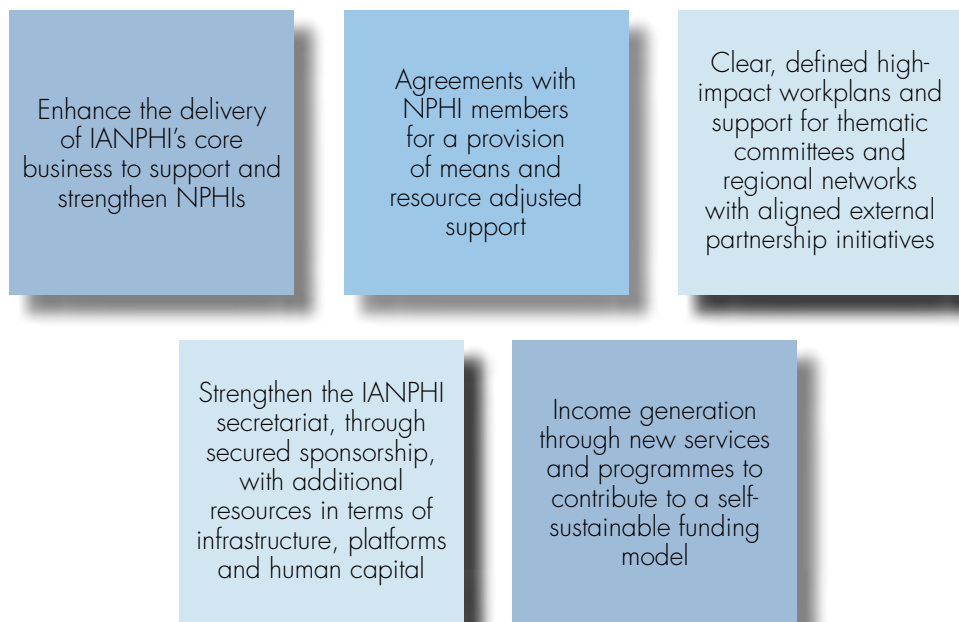 Enhance the delivery
of IANPHI’s core
business to support and
strengthen NPHIs
Agreements with
NPHI members
for a provision
of means and
resource adjusted
support
Clear, defined high-
impact workplans and
support for thematic
committees and
regional networks
with aligned external
partnership initiatives
Strengthen the IANPHI
secretariat, through
secured sponsorship,
with additional
resources in terms of
infrastructure, platforms
and human capital
Income generation
through new services
and programmes to
contribute to a self-
sustainable funding
model